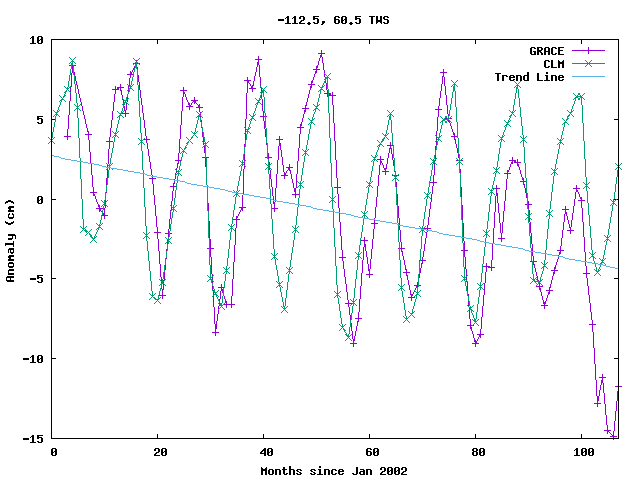 -112.5, 60.5 TWS
GRACE
CLM
Trend Line
10
5
0
-5
-10
-15
Anomaly (cm)
0 20 40 60 80 100
Months since Jan 2002